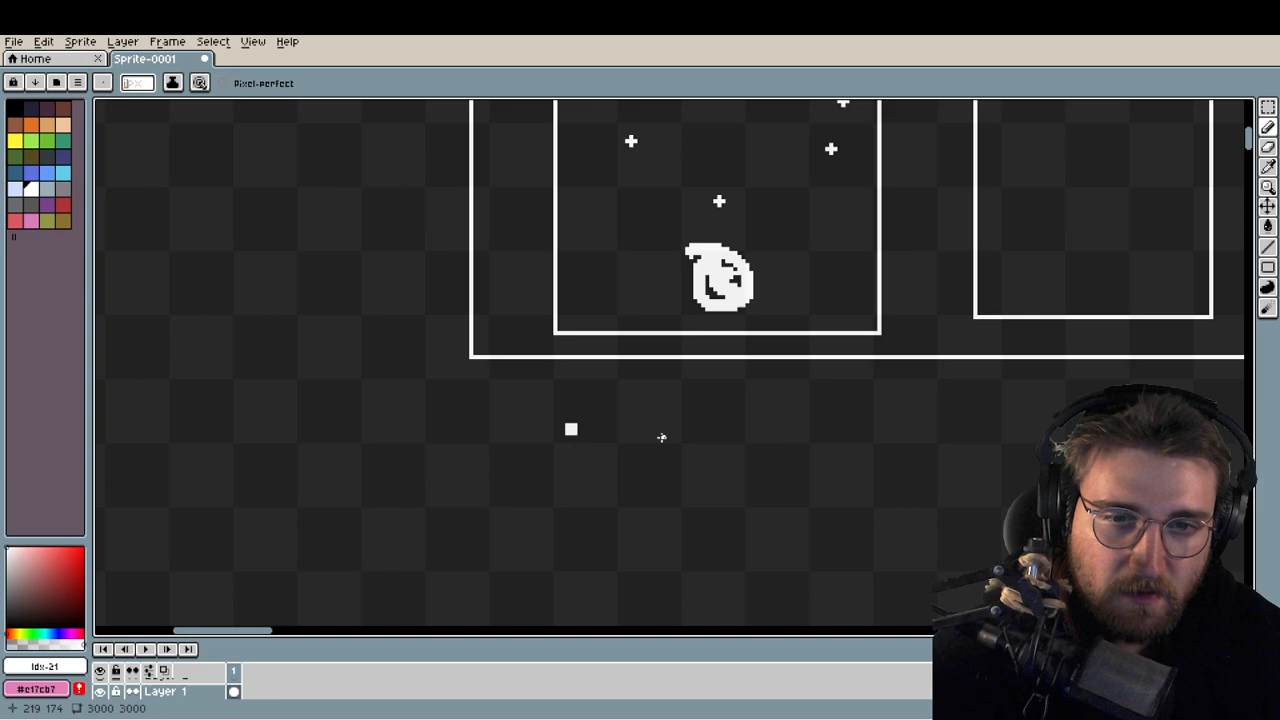 File Edit Sprite Layer Frame Select View Help
Home Sprite-0001
Pixel-perfect
Idx-21
1
Layer 1
219 174 3000 3000